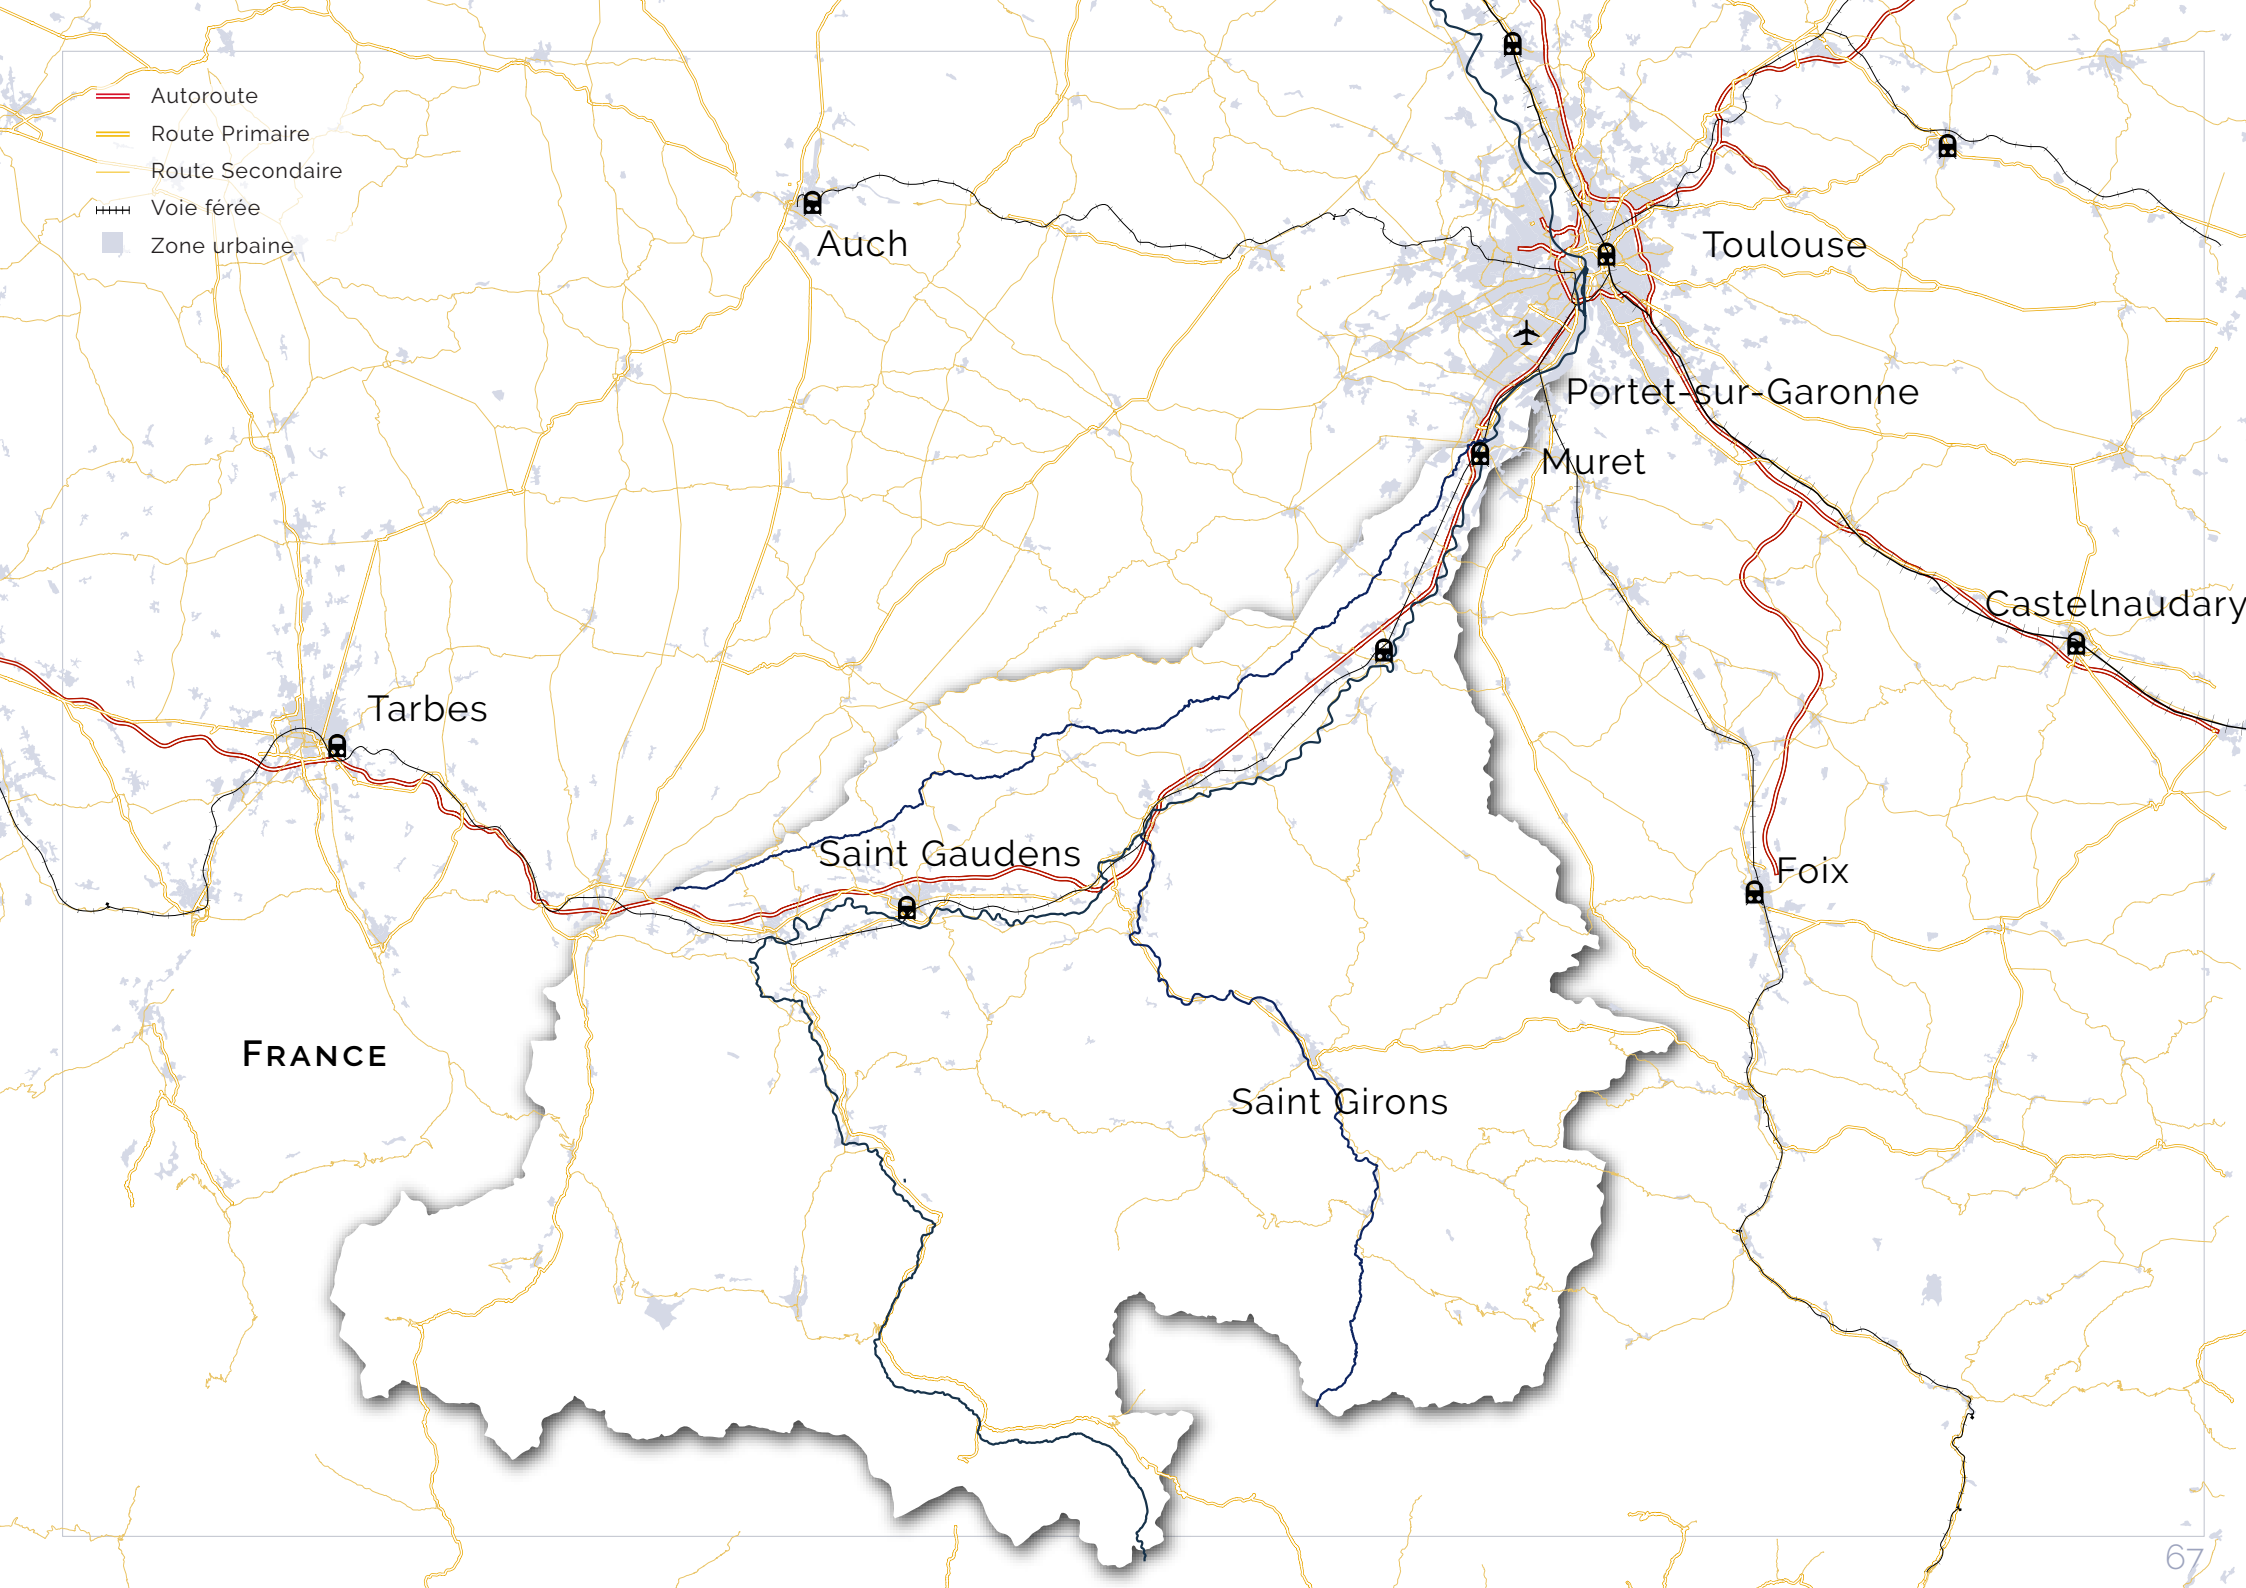 Autoroute
Route Primaire
Route Secondaire
Voie férée
Zone urbaine
Auch
Toulouse
Portet-sur-Garonne
Muret
Castelnaudary
Tarbes
Saint Gaudens
Foix
FRANCE
Saint Girons
67